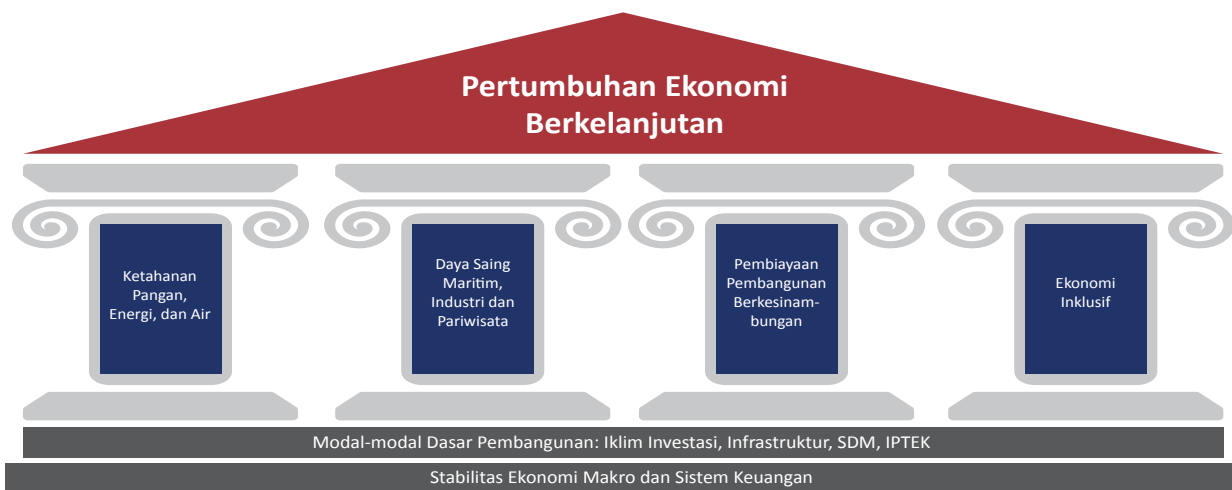 Pertumbuhan Ekonomi
Berkelanjutan
Ketahanan
Pangan,
Energi, dan Air
Daya Saing
Maritim,
Industri dan
Pariwisata
Pembiayaan
Pembangunan
Berkesinam-
bungan
Ekonomi
Inklusif
Modal-modal Dasar Pembangunan: Iklim Investasi, Infrastruktur, SDM, IPTEK
Stabilitas Ekonomi Makro dan Sistem Keuangan